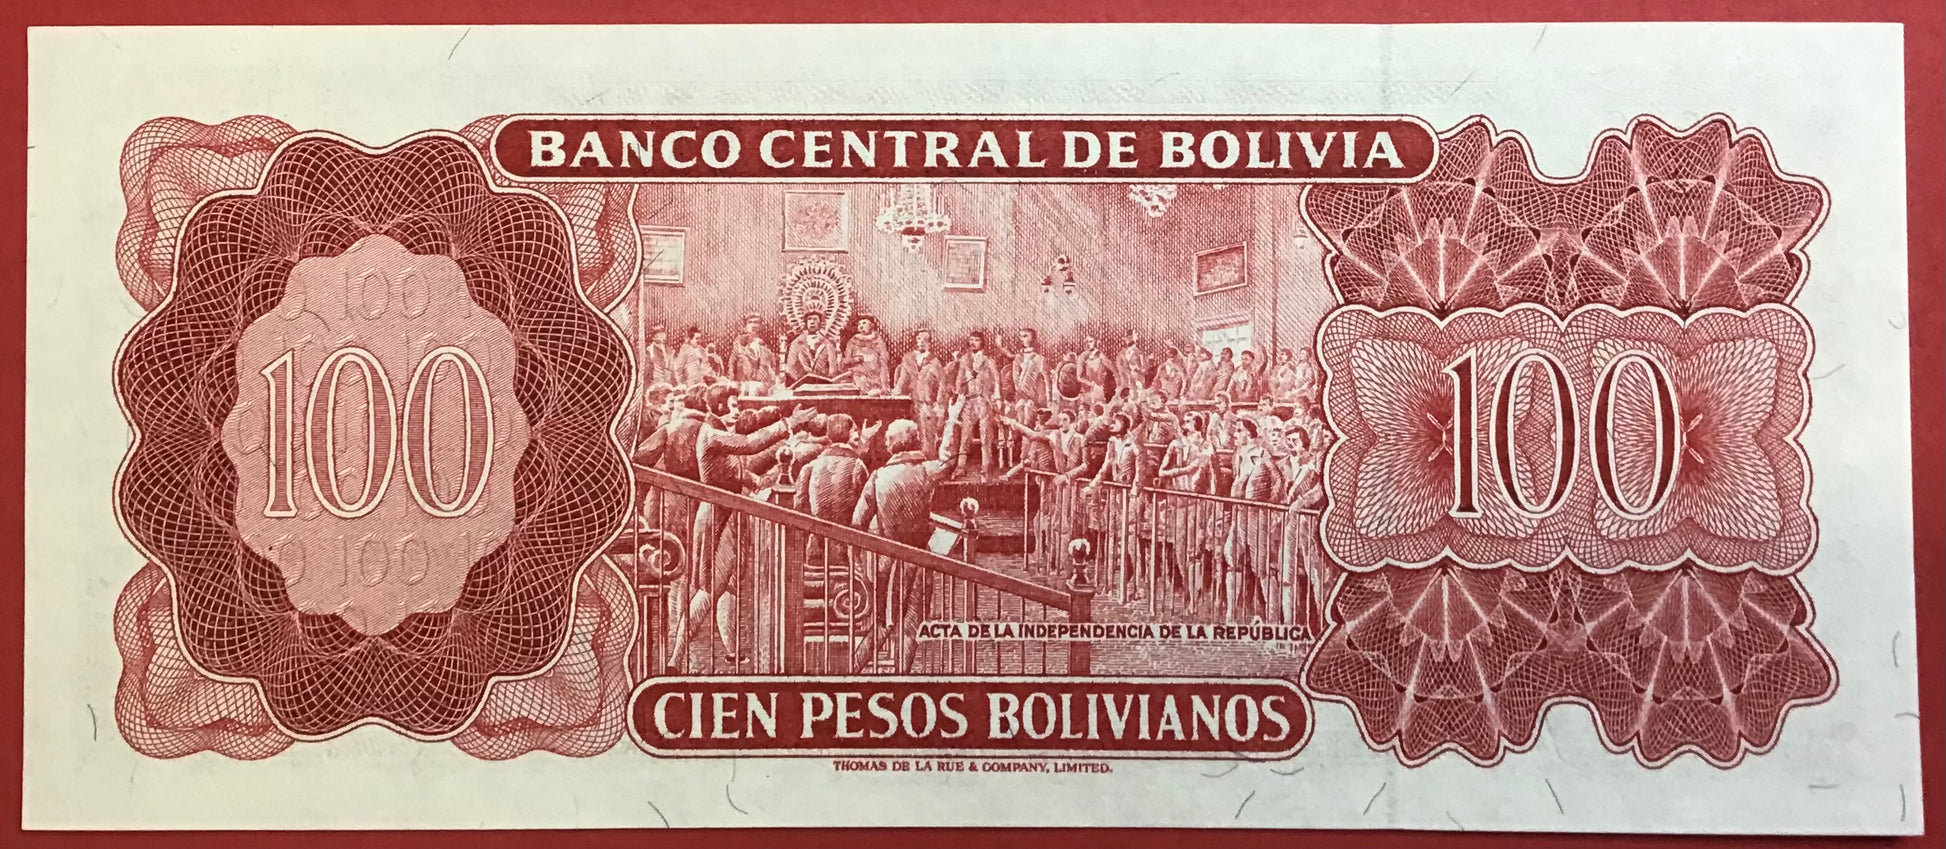 BANCO CENTRAL DE BOLIVIA
100
100
ACTA DE LA INDEPENDENCIA DE LA REPÚBLICA
CIEN PESOS BOLIVIANOS
THOMAS DE LA RUE & COMPANY, LIMITED.